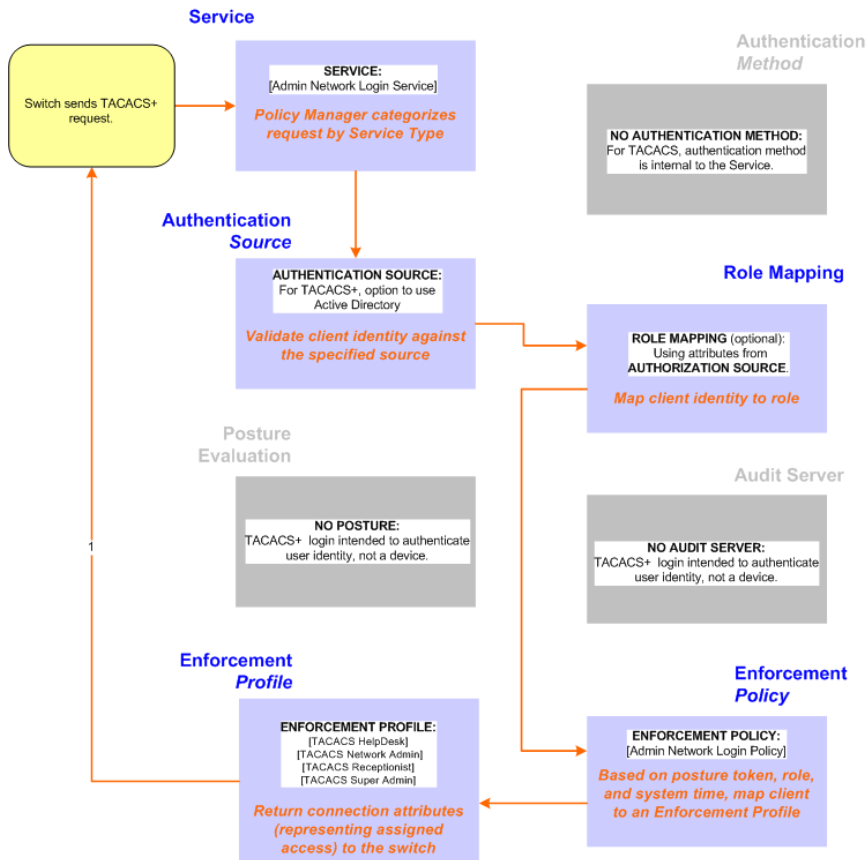 Service
Switch sends TACACS+
request.
SERVICE:
[Admin Network Login Service]
Policy Manager categorizes
request by Service Type
Authentication
Method
NO AUTHENTICATION METHOD:
For TACACS, authentication method
is internal to the Service.
Authentication
Source
AUTHENTICATION SOURCE:
For TACACS+, option to use
Active Directory
Validate client identity against
the specified source
Role Mapping
ROLE MAPPING (optional):
Using attributes from
AUTHORIZATION SOURCE.
Map client identity to role
Posture
Evaluation
NO POSTURE:
TACACS+ login intended to authenticate
user identity, not a device.
Audit Server
NO AUDIT SERVER:
TACACS+ login intended to authenticate
user identity, not a device.
1
Enforcement
Profile
ENFORCEMENT PROFILE:
[TACACS HelpDesk]
[TACACS Network Admin]
[TACACS Receptionist]
[TACACS Super Admin]
Return connection attributes
(representing assigned
access) to the switch
Enforcement
Policy
ENFORCEMENT POLICY:
[Admin Network Login Policy]
Based on posture token, role,
and system time, map client
to an Enforcement Profile